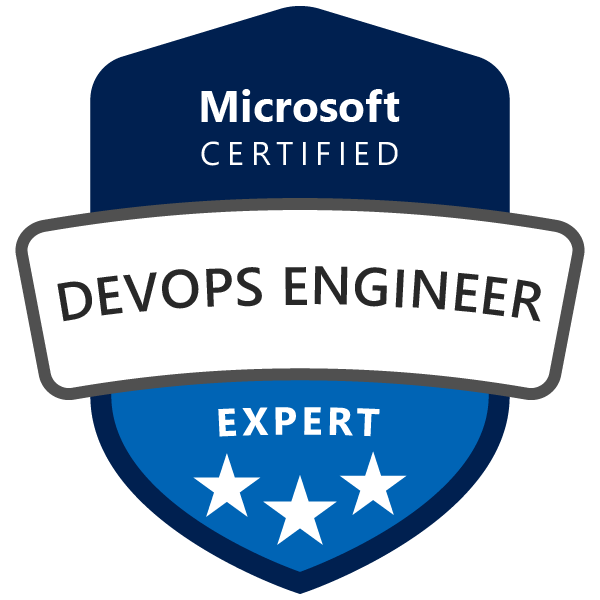 Microsoft
CERTIFIED
DEVOPS ENGINEER
EXPERT